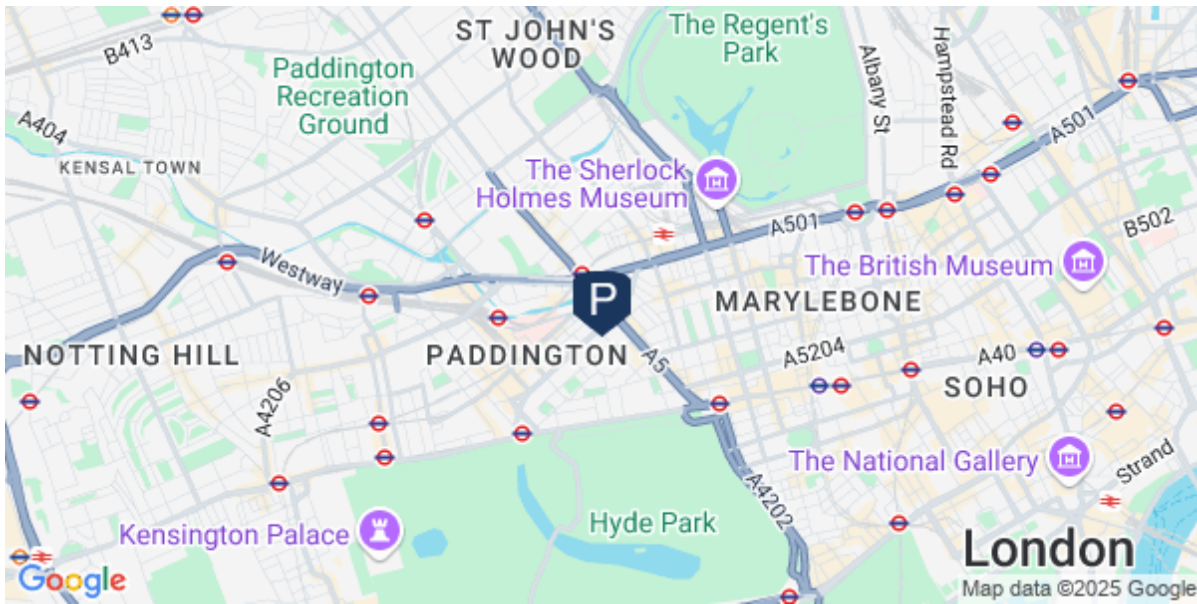 ST JOHN'S
WOOD
The Regent's
Park
B413
Paddington
Recreation
Ground
Albany St
Hampstead Rd
A501
A404
KENSAL TOWN
The Sherlock
Holmes Museum
A501
B502
Westway
The British Museum
P
MARYLEBONE
NOTTING HILL
PADDINGTON
A5
A5204
A40
SOHO
A4206
The National Gallery
Strand
A4202
Kensington Palace
Hyde Park
London
Google
Map data ©2025 Google